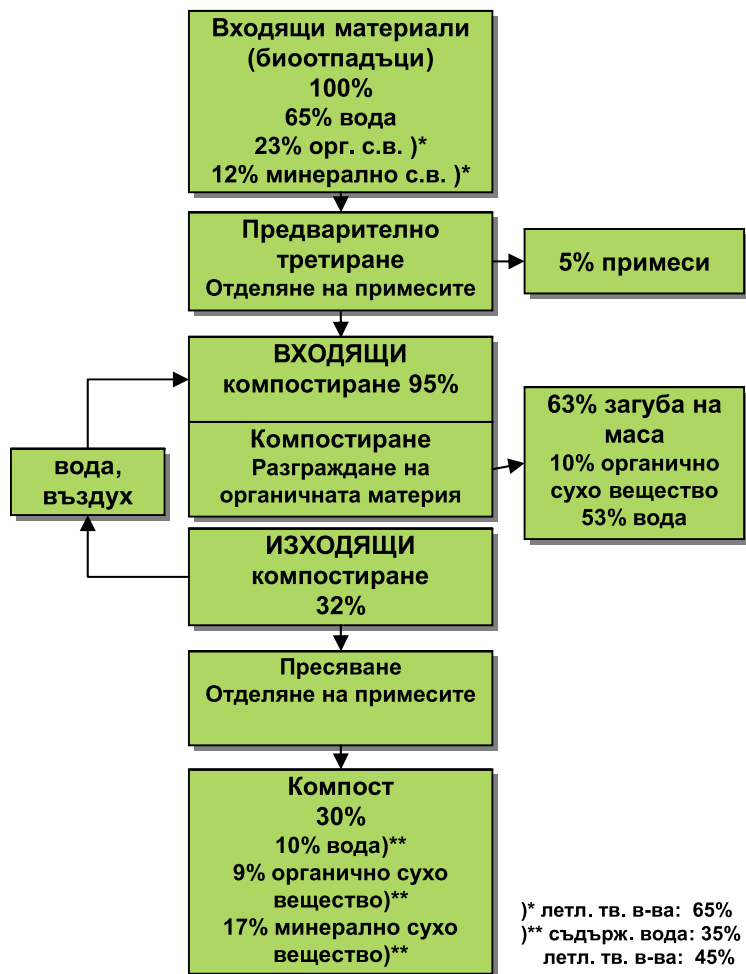 Входящи материали
(биоотпадъци)
100%
65% вода
23% орг. с.в. )*
12% минерално с.в. )*
Предварително
третиране
Отделяне на примесите
5% примеси
ВХОДЯЩИ
компостиране 95%
Компостиране
Разграждане на
органичната материя
63% загуба на
маса
10% органично
сухо вещество
53% вода
вода,
въздух
ИЗХОДЯЩИ
компостиране
32%
Пресяване
Отделяне на примесите
Компост
30%
10% вода)**
9% органично сухо
вещество)**
17% минерално сухо
вещество)**
)* летл. тв. в-ва: 65%
)** съдърж. вода: 35%
летл. тв. в-ва: 45%